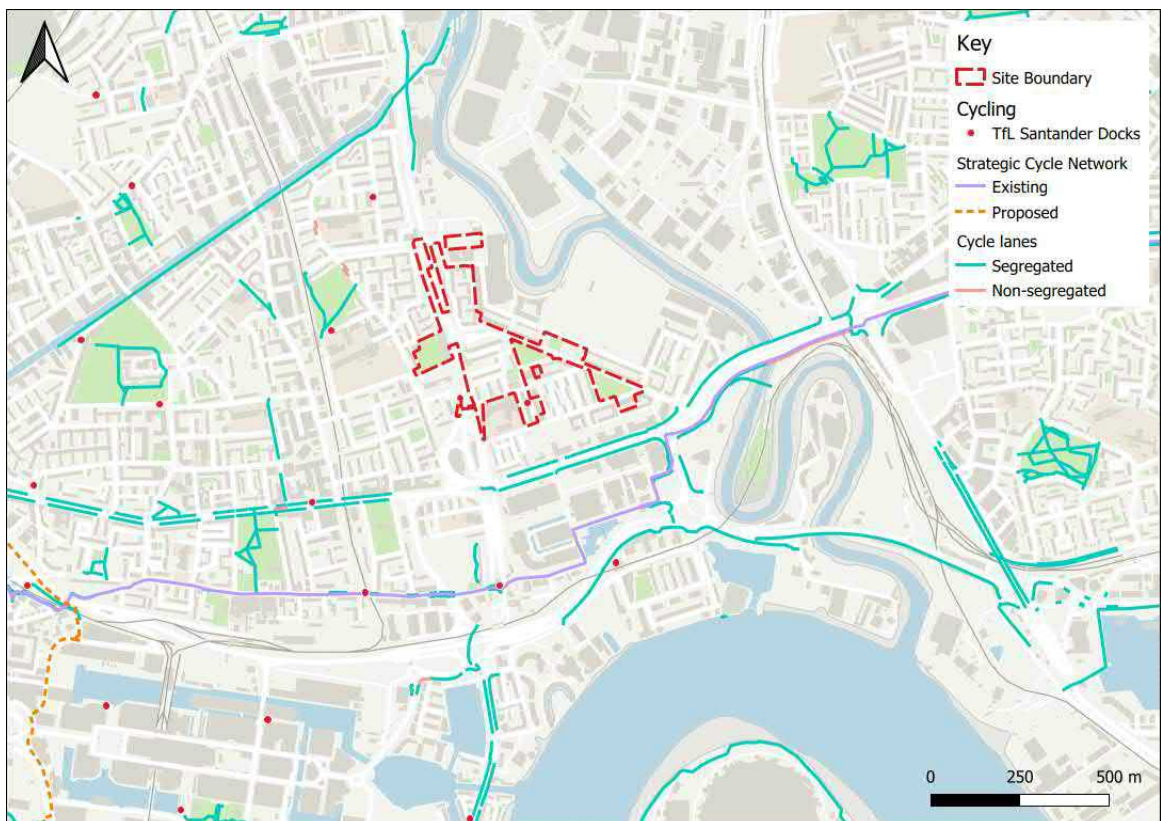 Key
Site Boundary
Cycling
TfL Santander Docks
Strategic Cycle Network
Existing
Proposed
Cycle lanes
Segregated
Non-segregated
0 250 500 m